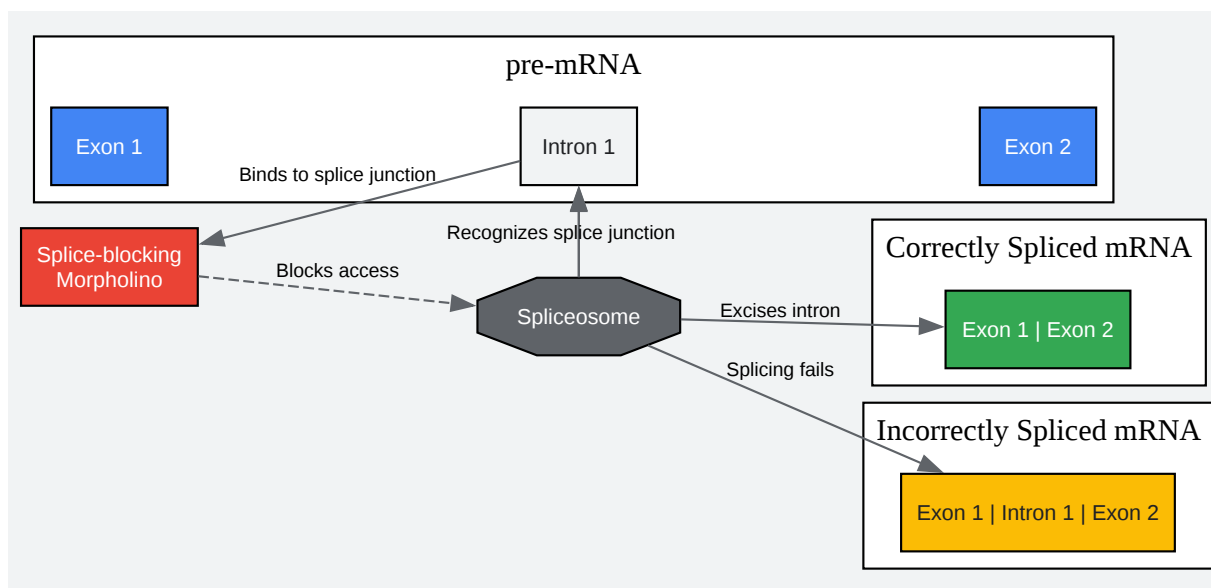 pre-mRNA
Exon 1
Intron 1
Exon 2
Binds to splice junction
Splice-blocking
Morpholino
Blocks access
Recognizes splice junction
Spliceosome
Excises intron
Splicing fails
Correctly Spliced mRNA
Exon 1 | Exon 2
Incorrectly Spliced mRNA
Exon 1 | Intron 1 | Exon 2